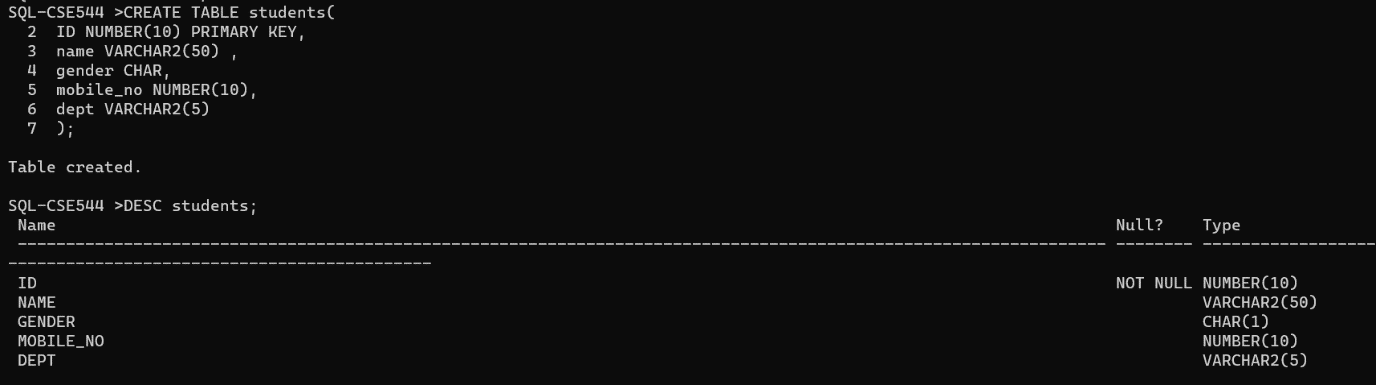 SQL-CSE544 >CREATE TABLE students(
  2  ID NUMBER(10) PRIMARY KEY,
  3  name VARCHAR2(50) ,
  4  gender CHAR,
  5  mobile_no NUMBER(10),
  6  dept VARCHAR2(5)
  7  );
Table created.
SQL-CSE544 >DESC students;
 Name                                                                                                              Null?    Type
 ----------------------------------------------------------------------------------------------------------------- -------- ------------------
--------------------------------------------
 ID                                                                                                                NOT NULL NUMBER(10)
 NAME                                                                                                                       VARCHAR2(50)
 GENDER                                                                                                                     CHAR(1)
 MOBILE_NO                                                                                                                  NUMBER(10)
 DEPT                                                                                                                       VARCHAR2(5)